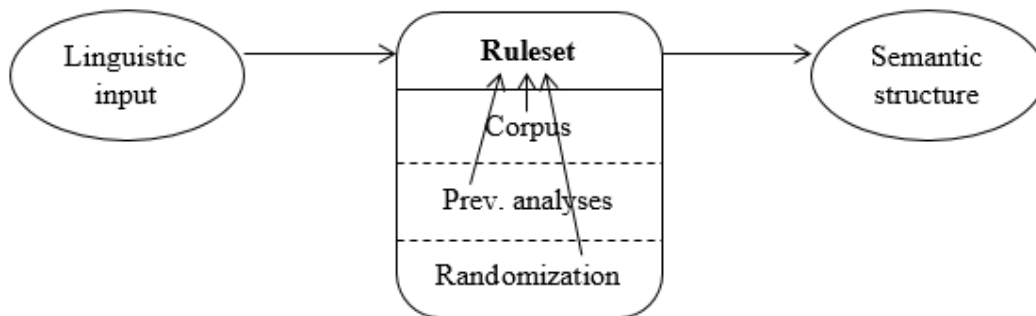 Linguistic
input
Ruleset
Corpus
Prev. analyses
Randomization
Semantic
structure